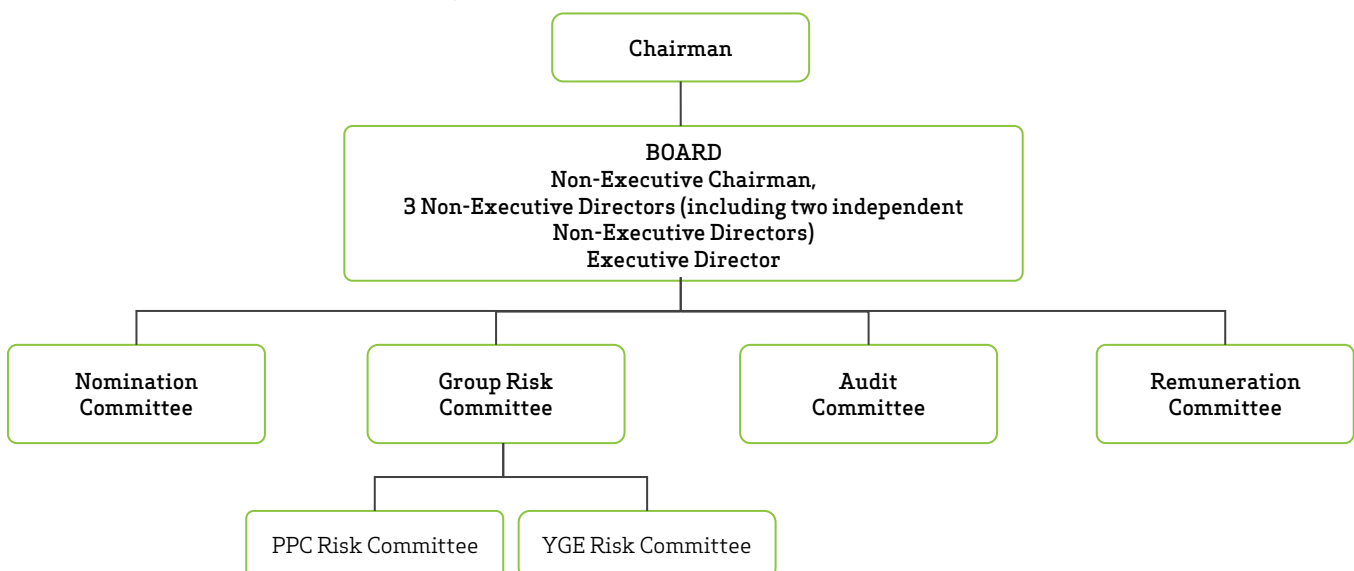 Chairman
BOARD
Non-Executive Chairman,
3 Non-Executive Directors (including two independent
Non-Executive Directors)
Executive Director
Nomination
Committee
Group Risk
Committee
Audit
Committee
Remuneration
Committee
PPC Risk Committee
YGE Risk Committee